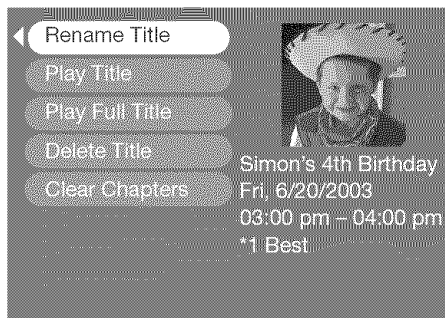 Rename Title
Play Title
Play Full Title
Delete Title
Clear Chapters
Simon's 4th Birthday
Fri, 6/20/2003
03:00 pm – 04:00 pm
*1 Best